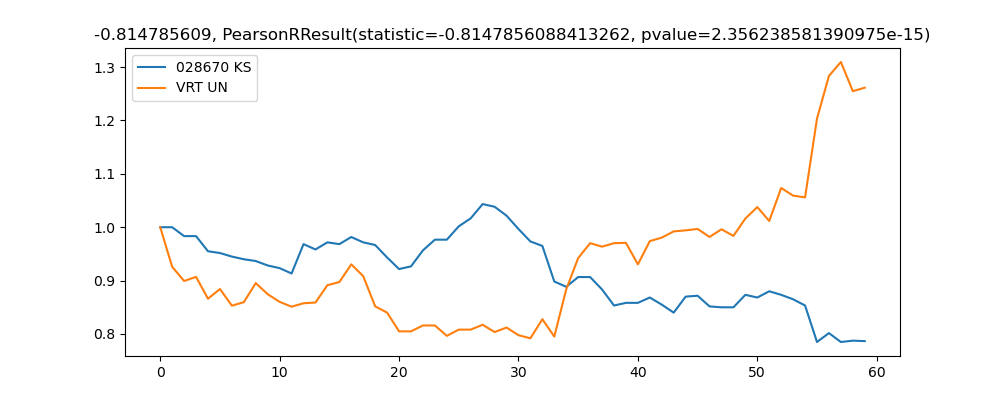 -0.814785609, PearsonRResult(statistic=-0.8147856088413262, pvalue=2.356238581390975e-15)
028670 KS
VRT UN
1.3
1.2
1.1
1.0
0.9
0.8
0 10 20 30 40 50 60